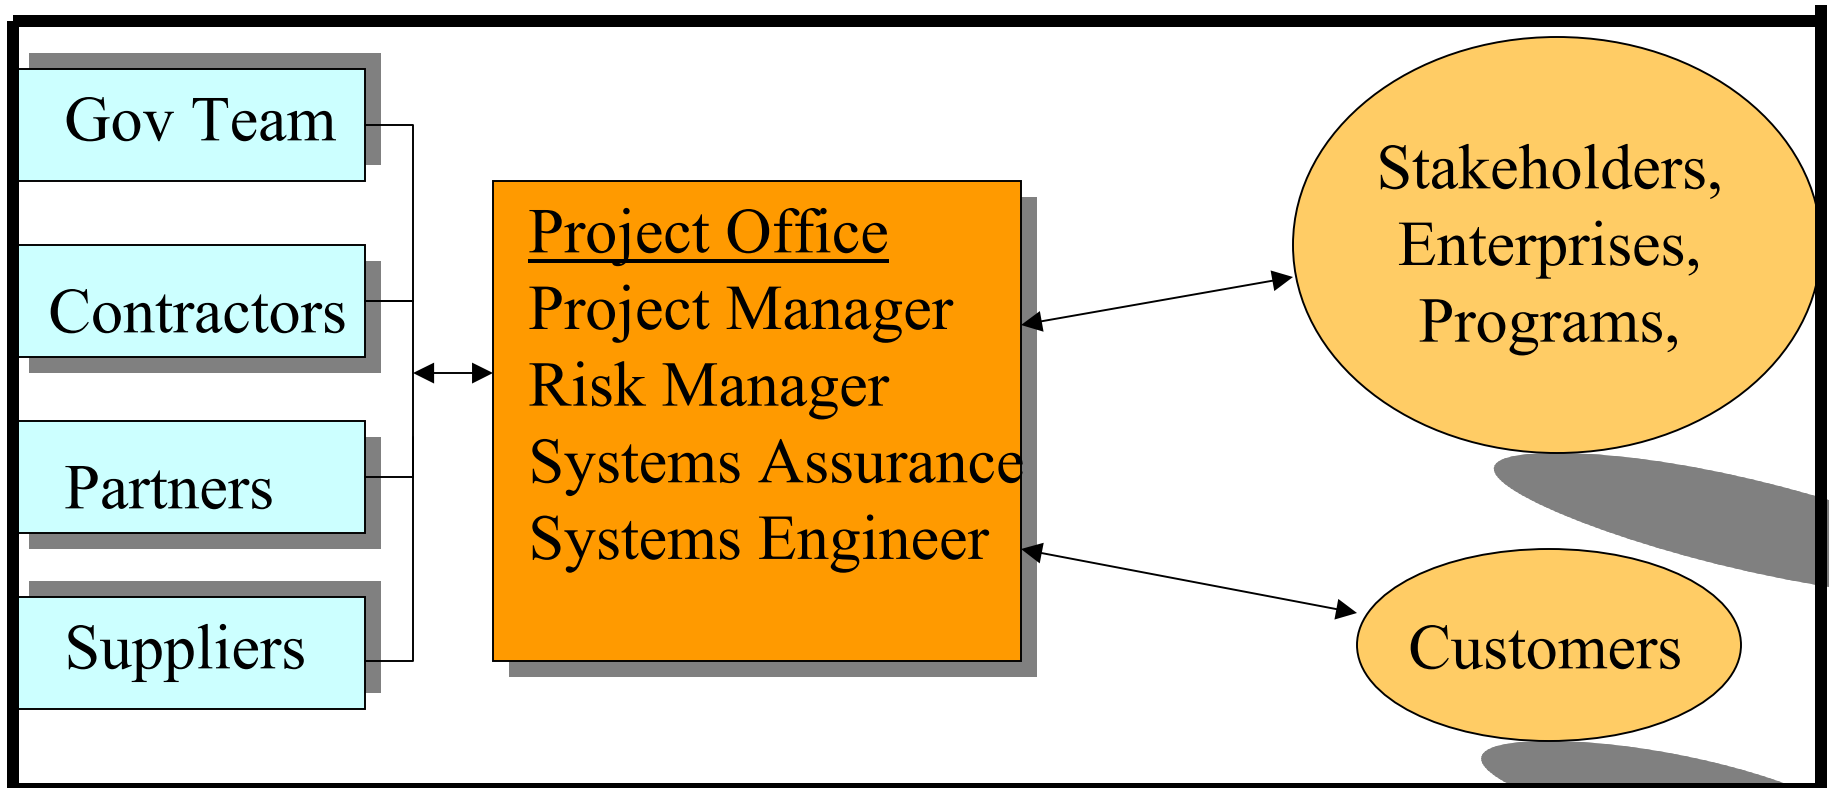 Gov Team
Contractors
Partners
Suppliers
Project Office
Project Manager
Risk Manager
Systems Assurance
Systems Engineer
Stakeholders,
Enterprises,
Programs,
Customers